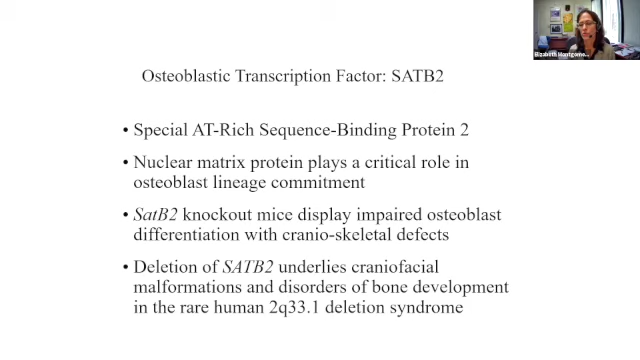 Osteoblastic Transcription Factor: SATB2
• Special AT-Rich Sequence-Binding Protein 2
• Nuclear matrix protein plays a critical role in
osteoblast lineage commitment
• SatB2 knockout mice display impaired osteoblast
differentiation with cranio-skeletal defects
• Deletion of SATB2 underlies craniofacial
malformations and disorders of bone development
in the rare human 2q33.1 deletion syndrome
Elizabeth Montgome...